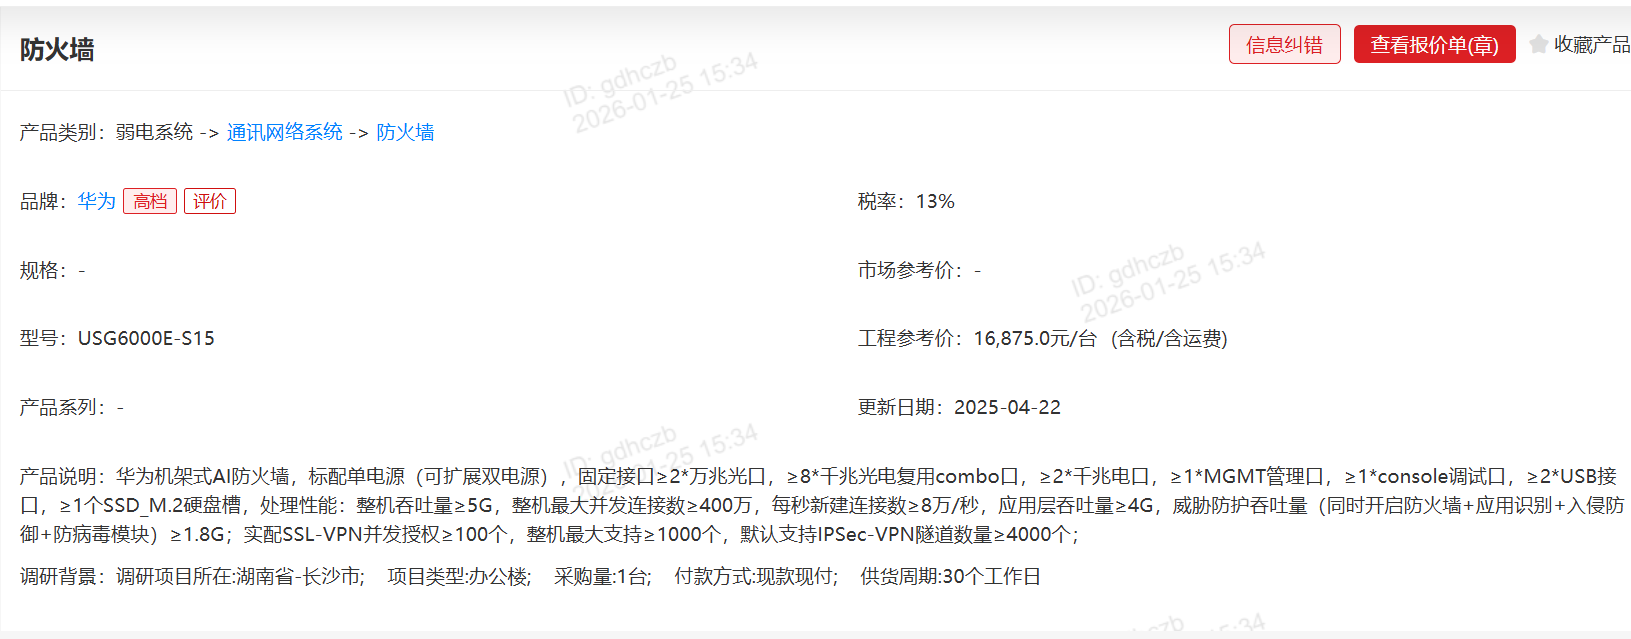 防火墙
信息纠错
查看报价单(章)
收藏产品
ID: gdhczb
2026-01-25 15:34
产品类别：弱电系统 -> 通讯网络系统 -> 防火墙
品牌：华为 高档 评价
税率：13%
规格：-
市场参考价：-
ID: gdhczb
2026-01-25 15:34
型号：USG6000E-S15
工程参考价：16,875.0元/台 (含税/含运费)
产品系列：-
更新日期：2025-04-22
ID: gdhczb
2026-01-25 15:34
产品说明：华为机架式AI防火墙，标配单电源（可扩展双电源），固定接口≥2*万兆光口，≥8*千兆光电复用combo口，≥2*千兆电口，≥1*MGMT管理口，≥1*console调试口，≥2*USB接
口，≥1个SSD_M.2硬盘槽，处理性能：整机吞吐量≥5G，整机最大并发连接数≥400万，每秒新建连接数≥8万/秒，应用层吞吐量≥4G，威胁防护吞吐量（同时开启防火墙+应用识别+入侵防
御+防病毒模块）≥1.8G；实配SSL-VPN并发授权≥100个，整机最大支持≥1000个，默认支持IPSec-VPN隧道数量≥4000个；
调研背景：调研项目所在:湖南省-长沙市; 项目类型:办公楼; 采购量:1台; 付款方式:现款现付; 供货周期:30个工作日